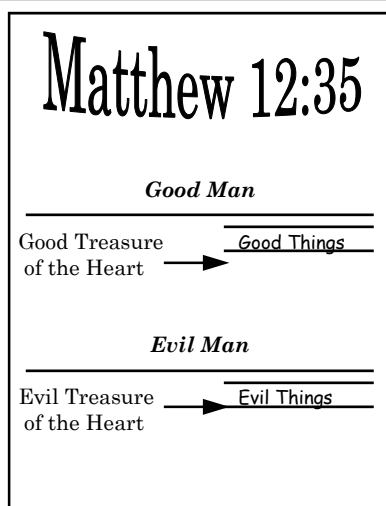 Matthew 12:35
Good Man
Good Treasure
of the Heart
Good Things
Evil Man
Evil Treasure
of the Heart
Evil Things